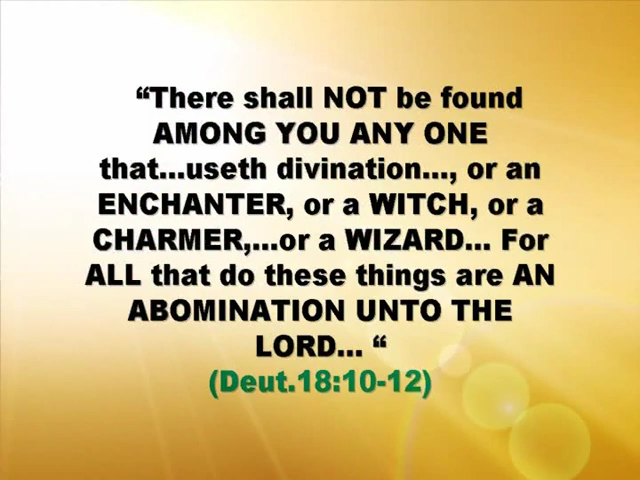 “There shall NOT be found
AMONG YOU ANY ONE
that...useth divination..., or an
ENCHANTER, or a WITCH, or a
CHARMER,...or a WIZARD... For
ALL that do these things are AN
ABOMINATION UNTO THE
LORD... “
(Deut.18:10-12)